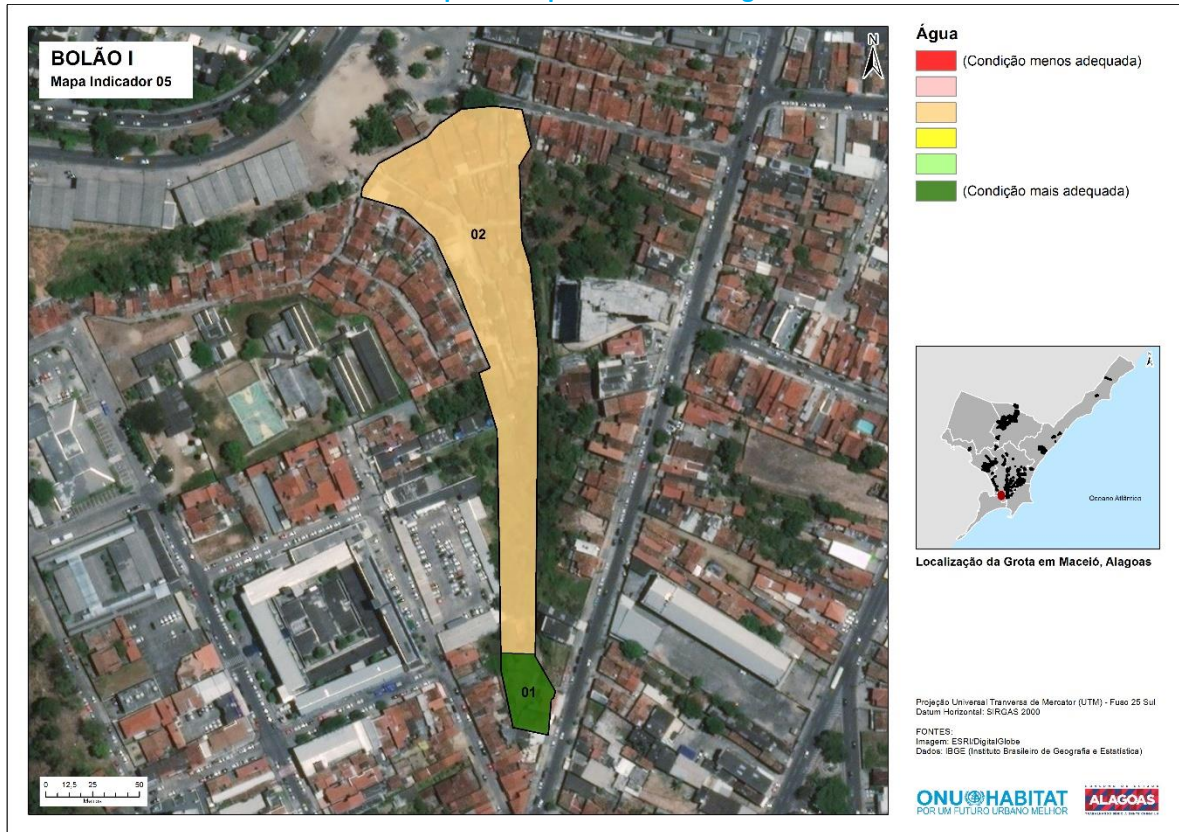 BOLÃO I
Mapa Indicador 05
N
02
01
0 12,5 25 50
Água
(Condição menos adequada)
(Condição mais adequada)
Oceano Atlântico
Localização da Grota em Maceió, Alagoas
Projeção Universal Tranversa de Mercator (UTM) - Fuso 25 Sul
Datum Horizontal: SIRGAS 2000
FONTES:
Imagem: ESRI/DigitalGlobe
Dados: IBGE (Instituto Brasileiro de Geografia e Estatística)
ONU HABITAT
POR UM FUTURO URBANO MELHOR
ALAGOAS